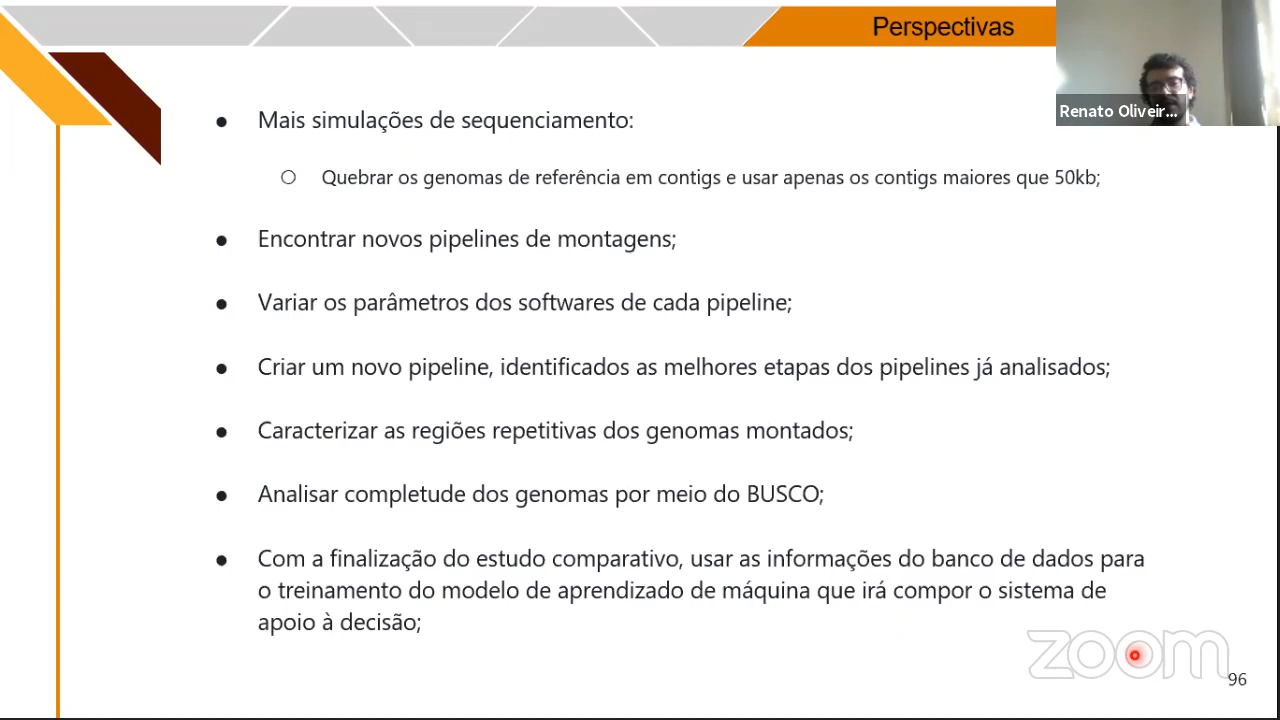 Perspectivas
Renato Oliveir...
● Mais simulações de sequenciamento:
○ Quebrar os genomas de referência em contigs e usar apenas os contigs maiores que 50kb;
● Encontrar novos pipelines de montagens;
● Variar os parâmetros dos softwares de cada pipeline;
● Criar um novo pipeline, identificados as melhores etapas dos pipelines já analisados;
● Caracterizar as regiões repetitivas dos genomas montados;
● Analisar completude dos genomas por meio do BUSCO;
● Com a finalização do estudo comparativo, usar as informações do banco de dados para
o treinamento do modelo de aprendizado de máquina que irá compor o sistema de
apoio à decisão;
zoom
96